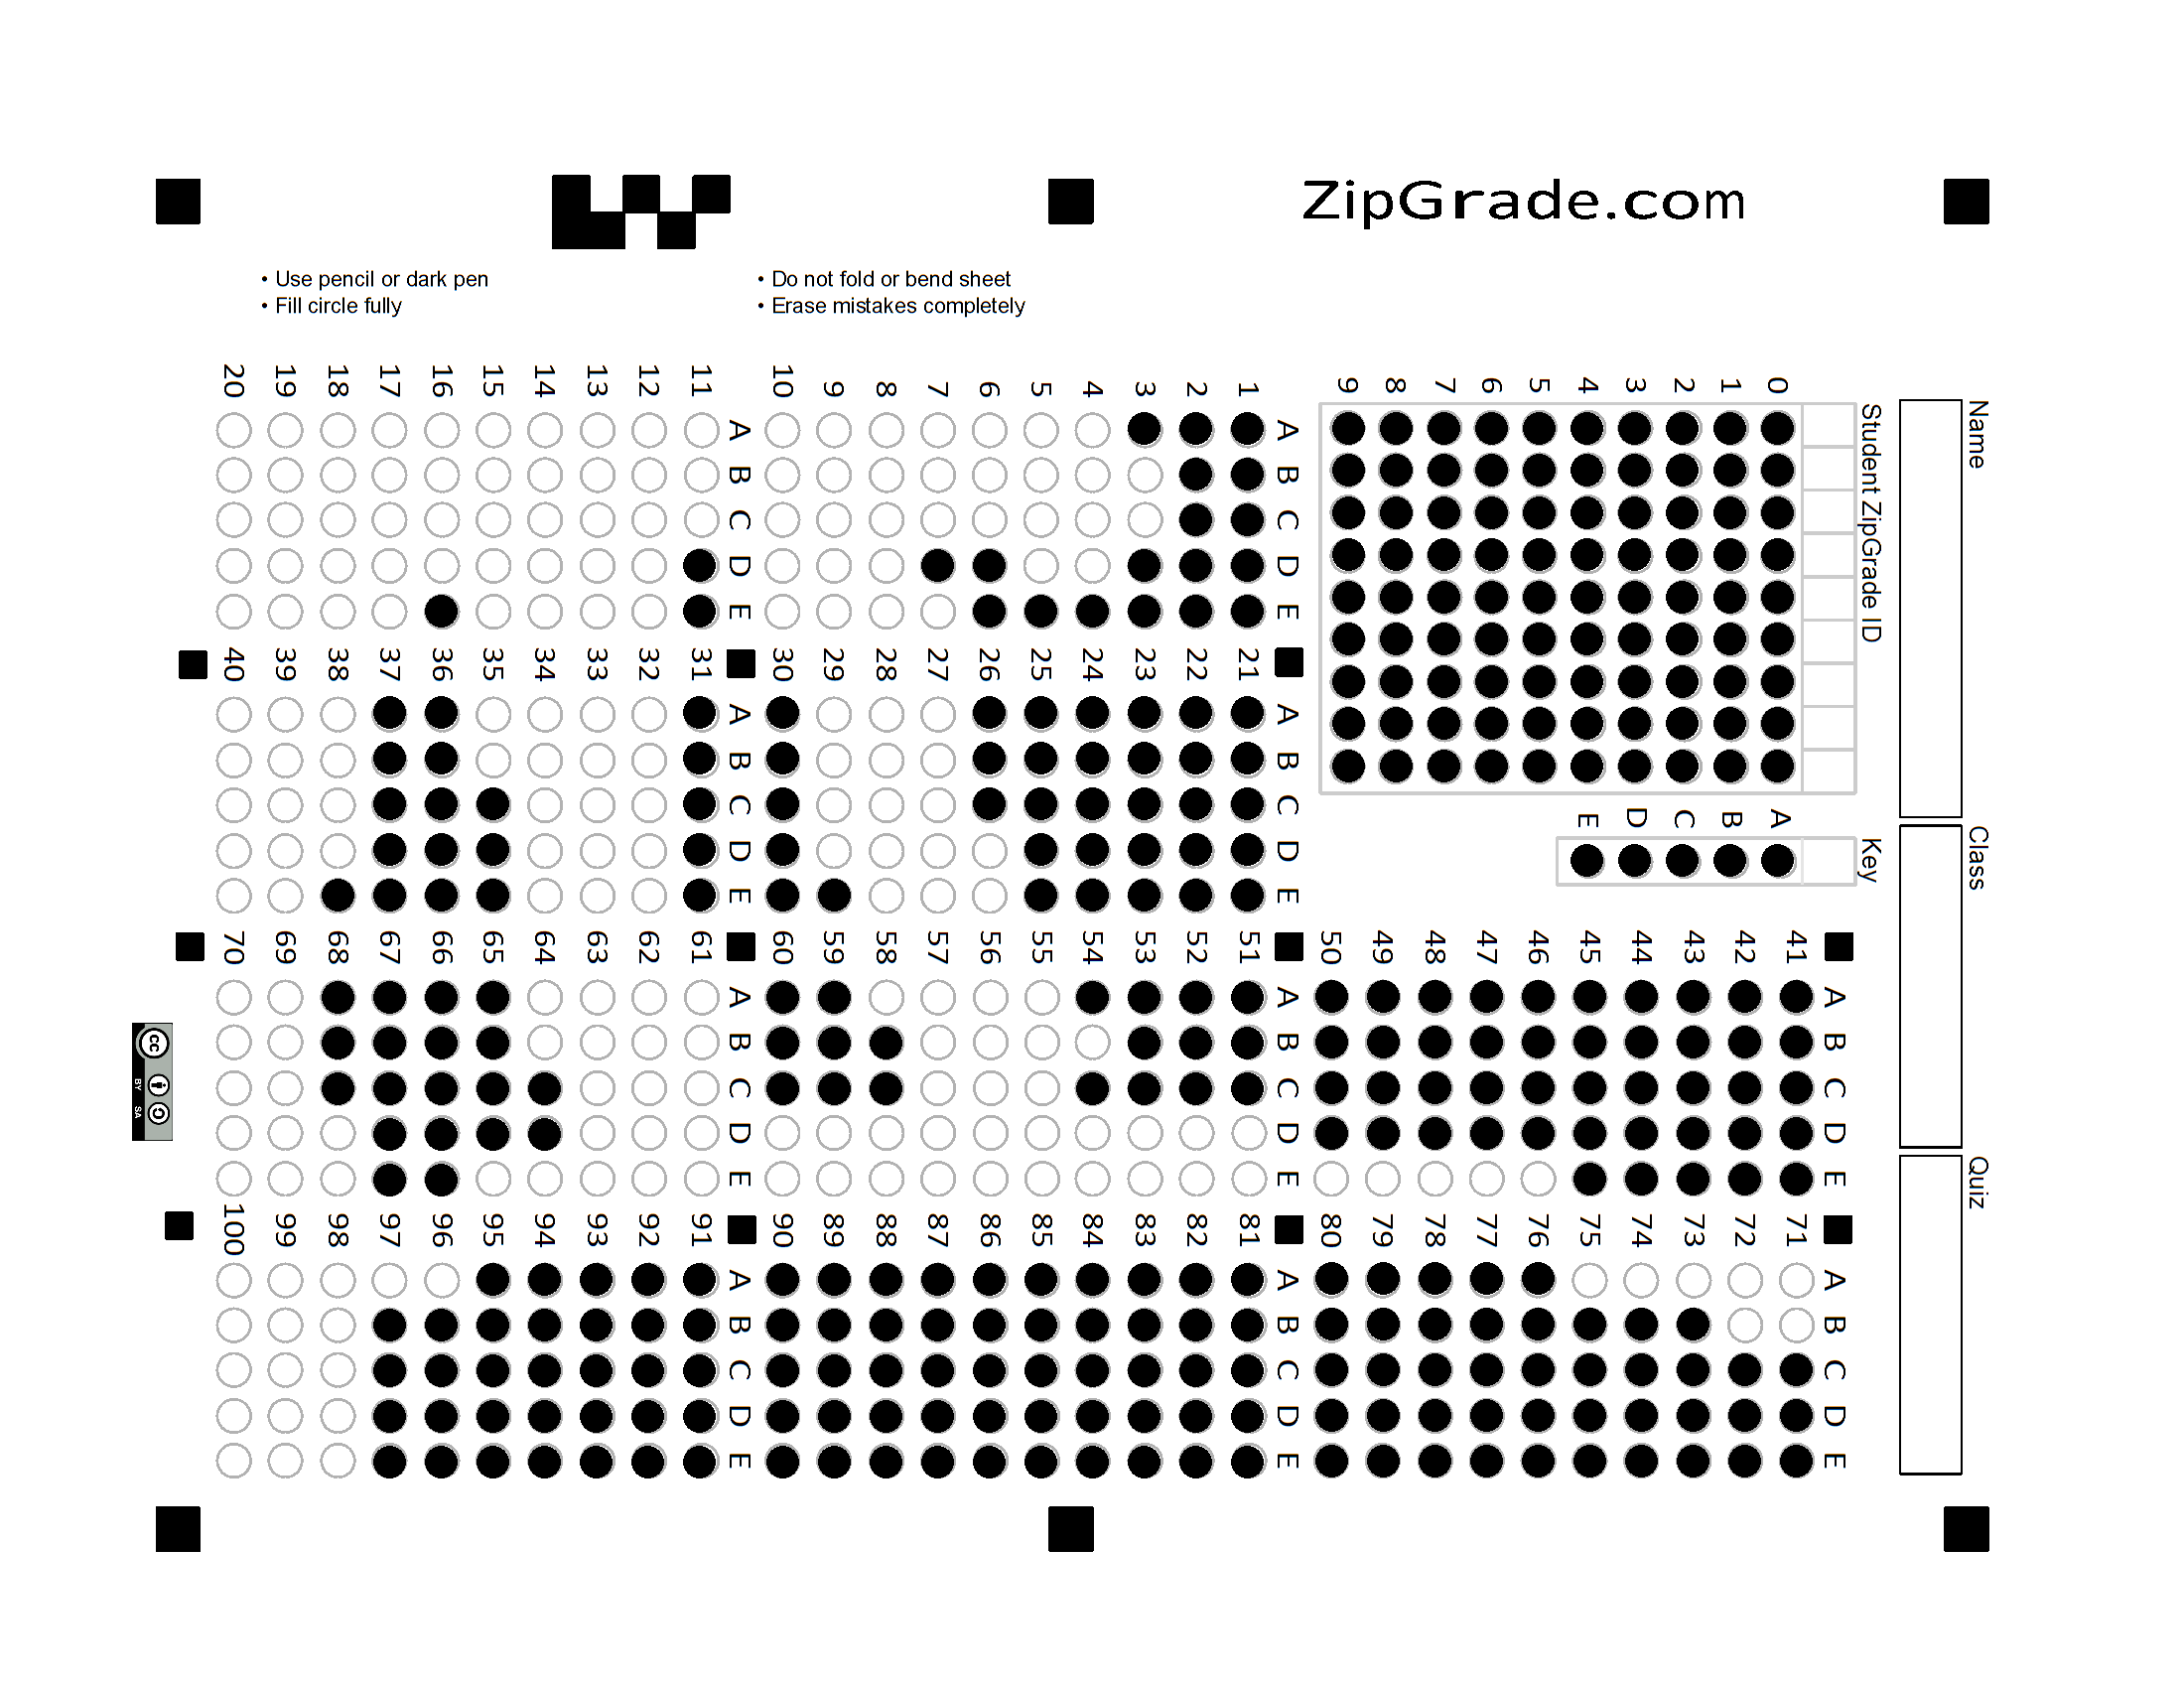 ZipGrade.com
• Use pencil or dark pen
• Fill circle fully
• Do not fold or bend sheet
• Erase mistakes completely
Name
Class
Quiz
Student ZipGrade ID
0 1 2 3 4 5 6 7 8 9
Key
A B C D E
A B C D E
1 2 3 4 5 6 7 8 9 10
A B C D E
11 12 13 14 15 16 17 18 19 20
A B C D E
21 22 23 24 25 26 27 28 29 30
A B C D E
31 32 33 34 35 36 37 38 39 40
A B C D E
41 42 43 44 45 46 47 48 49 50
A B C D E
51 52 53 54 55 56 57 58 59 60
A B C D E
61 62 63 64 65 66 67 68 69 70
A B C D E
71 72 73 74 75 76 77 78 79 80
A B C D E
81 82 83 84 85 86 87 88 89 90
A B C D E
91 92 93 94 95 96 97 98 99 100
A B C D E
cc BY SA